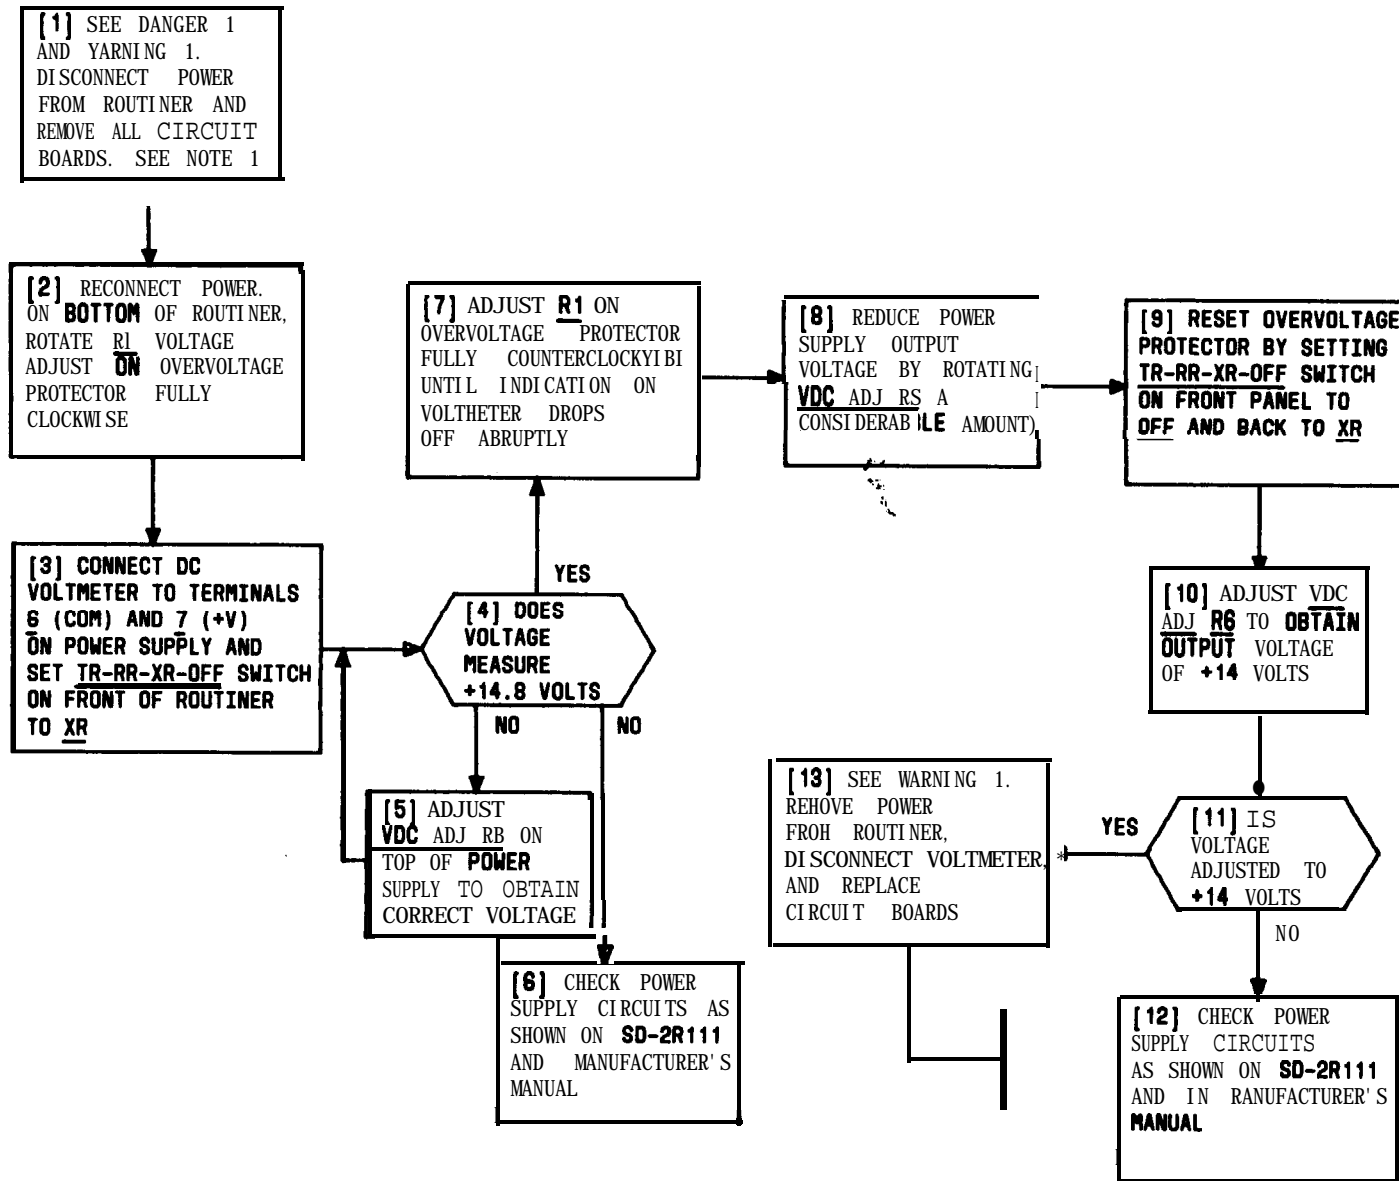 [1] SEE DANGER 1
AND YARNING 1.
DISCONNECT POWER
FROM ROUTINER AND
REMOVE ALL CIRCUIT
BOARDS. SEE NOTE 1
[2] RECONNECT POWER.
ON BOTTOM OF ROUTINER,
ROTATE R1 VOLTAGE
ADJUST ON OVERVOLTAGE
PROTECTOR FULLY
CLOCKWISE
[3] CONNECT DC
VOLTMETER TO TERMINALS
6 (COM) AND 7 (+V)
ON POWER SUPPLY AND
SET TR-RR-XR-OFF SWITCH
ON FRONT OF ROUTINER
TO XR
[4] DOES
VOLTAGE
MEASURE
+14.8 VOLTS
YES
NO
NO
[5] ADJUST
VDC ADJ RB ON
TOP OF POWER
SUPPLY TO OBTAIN
CORRECT VOLTAGE
[6] CHECK POWER
SUPPLY CIRCUITS AS
SHOWN ON SD-2R111
AND MANUFACTURER'S
MANUAL
[7] ADJUST R1 ON
OVERVOLTAGE PROTECTOR
FULLY COUNTERCLOCKYIBI
UNTIL INDICATION ON
VOLTHETER DROPS
OFF ABRUPTLY
[8] REDUCE POWER
SUPPLY OUTPUT
VOLTAGE BY ROTATING
VDC ADJ RS A
CONSIDERABLE AMOUNT)
[9] RESET OVERVOLTAGE
PROTECTOR BY SETTING
TR-RR-XR-OFF SWITCH
ON FRONT PANEL TO
OFF AND BACK TO XR
[10] ADJUST VDC
ADJ R6 TO OBTAIN
OUTPUT VOLTAGE
OF +14 VOLTS
[11] IS
VOLTAGE
ADJUSTED TO
+14 VOLTS
YES
NO
[12] CHECK POWER
SUPPLY CIRCUITS
AS SHOWN ON SD-2R111
AND IN RANUFACTURER'S
MANUAL
[13] SEE WARNING 1.
REHOVE POWER
FROH ROUTINER,
DISCONNECT VOLTMETER,
AND REPLACE
CIRCUIT BOARDS